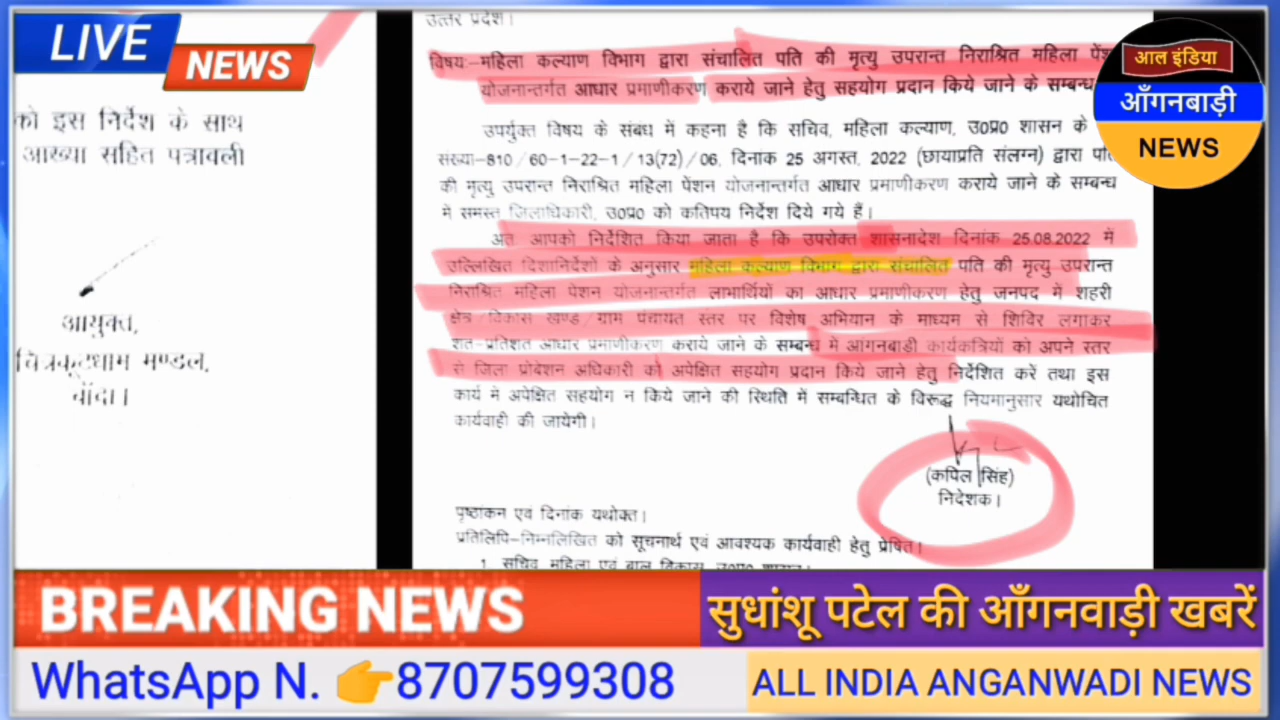 LIVE
NEWS
को इस निर्देश के साथ
आख्या सहित पत्रावली
आयुक्त,
चित्रकूटधाम मण्डल,
बाँदा।
उत्तर प्रदेश।
विषयः–महिला कल्याण विभाग द्वारा संचालित पति की मृत्यु उपरान्त निराश्रित महिला
योजनान्तर्गत आधार प्रमाणीकरण कराये जाने हेतु सहयोग प्रदान किये जाने के सम्बन्ध
उपर्युक्त विषय के संबंध में कहना है कि सचिव, महिला कल्याण, उ0प्र0 शासन के
संख्या–810/60-1-22-1/13(72)/06, दिनांक 25 अगस्त, 2022 (छायाप्रति संलग्न) द्वारा पति
की मृत्यु उपरान्त निराश्रित महिला पेंशन योजनान्तर्गत आधार प्रमाणीकरण कराये जाने के सम्बन्ध
में समस्त जिलाधिकारी, उ0प्र0 को कतिपय निर्देश दिये गये हैं।
अतः आपको निर्देशित किया जाता है कि उपरोक्त शासनादेश दिनांक 25.08.2022 में
उल्लिखित दिशानिर्देशों के अनुसार महिला कल्याण विभाग द्वारा संचालित पति की मृत्यु उपरान्त
निराश्रित महिला पेंशन योजनान्तर्गत लाभार्थियों का आधार प्रमाणीकरण हेतु जनपद में शहरी
क्षेत्र/विकास खण्ड/ग्राम पंचायत स्तर पर विशेष अभियान के माध्यम से शिविर लगाकर
शत-प्रतिशत आधार प्रमाणीकरण कराये जाने के सम्बन्ध में आगनबाडी कार्यकत्रियों को अपने स्तर
से जिला प्रोबेशन अधिकारी को अपेक्षित सहयोग प्रदान किये जाने हेतु निर्देशित करें तथा इस
कार्य में अपेक्षित सहयोग न किये जाने की स्थिति में सम्बन्धित के विरूद्ध नियमानुसार यथोचित
कार्यवाही की जायेगी।
(कपिल सिंह)
निदेशक।
पृष्ठांकन एवं दिनांक यथोक्त।
प्रतिलिपि–निम्नलिखित को सूचनार्थ एवं आवश्यक कार्यवाही हेतु प्रेषित।
1. सचिव महिला एवं बाल विकास, उ0प्र0 शासन।
आल इंडिया
आँगनबाड़ी
NEWS
BREAKING NEWS
सुधांशू पटेल की आँगनवाड़ी खबरें
WhatsApp N. 👉8707599308
ALL INDIA ANGANWADI NEWS